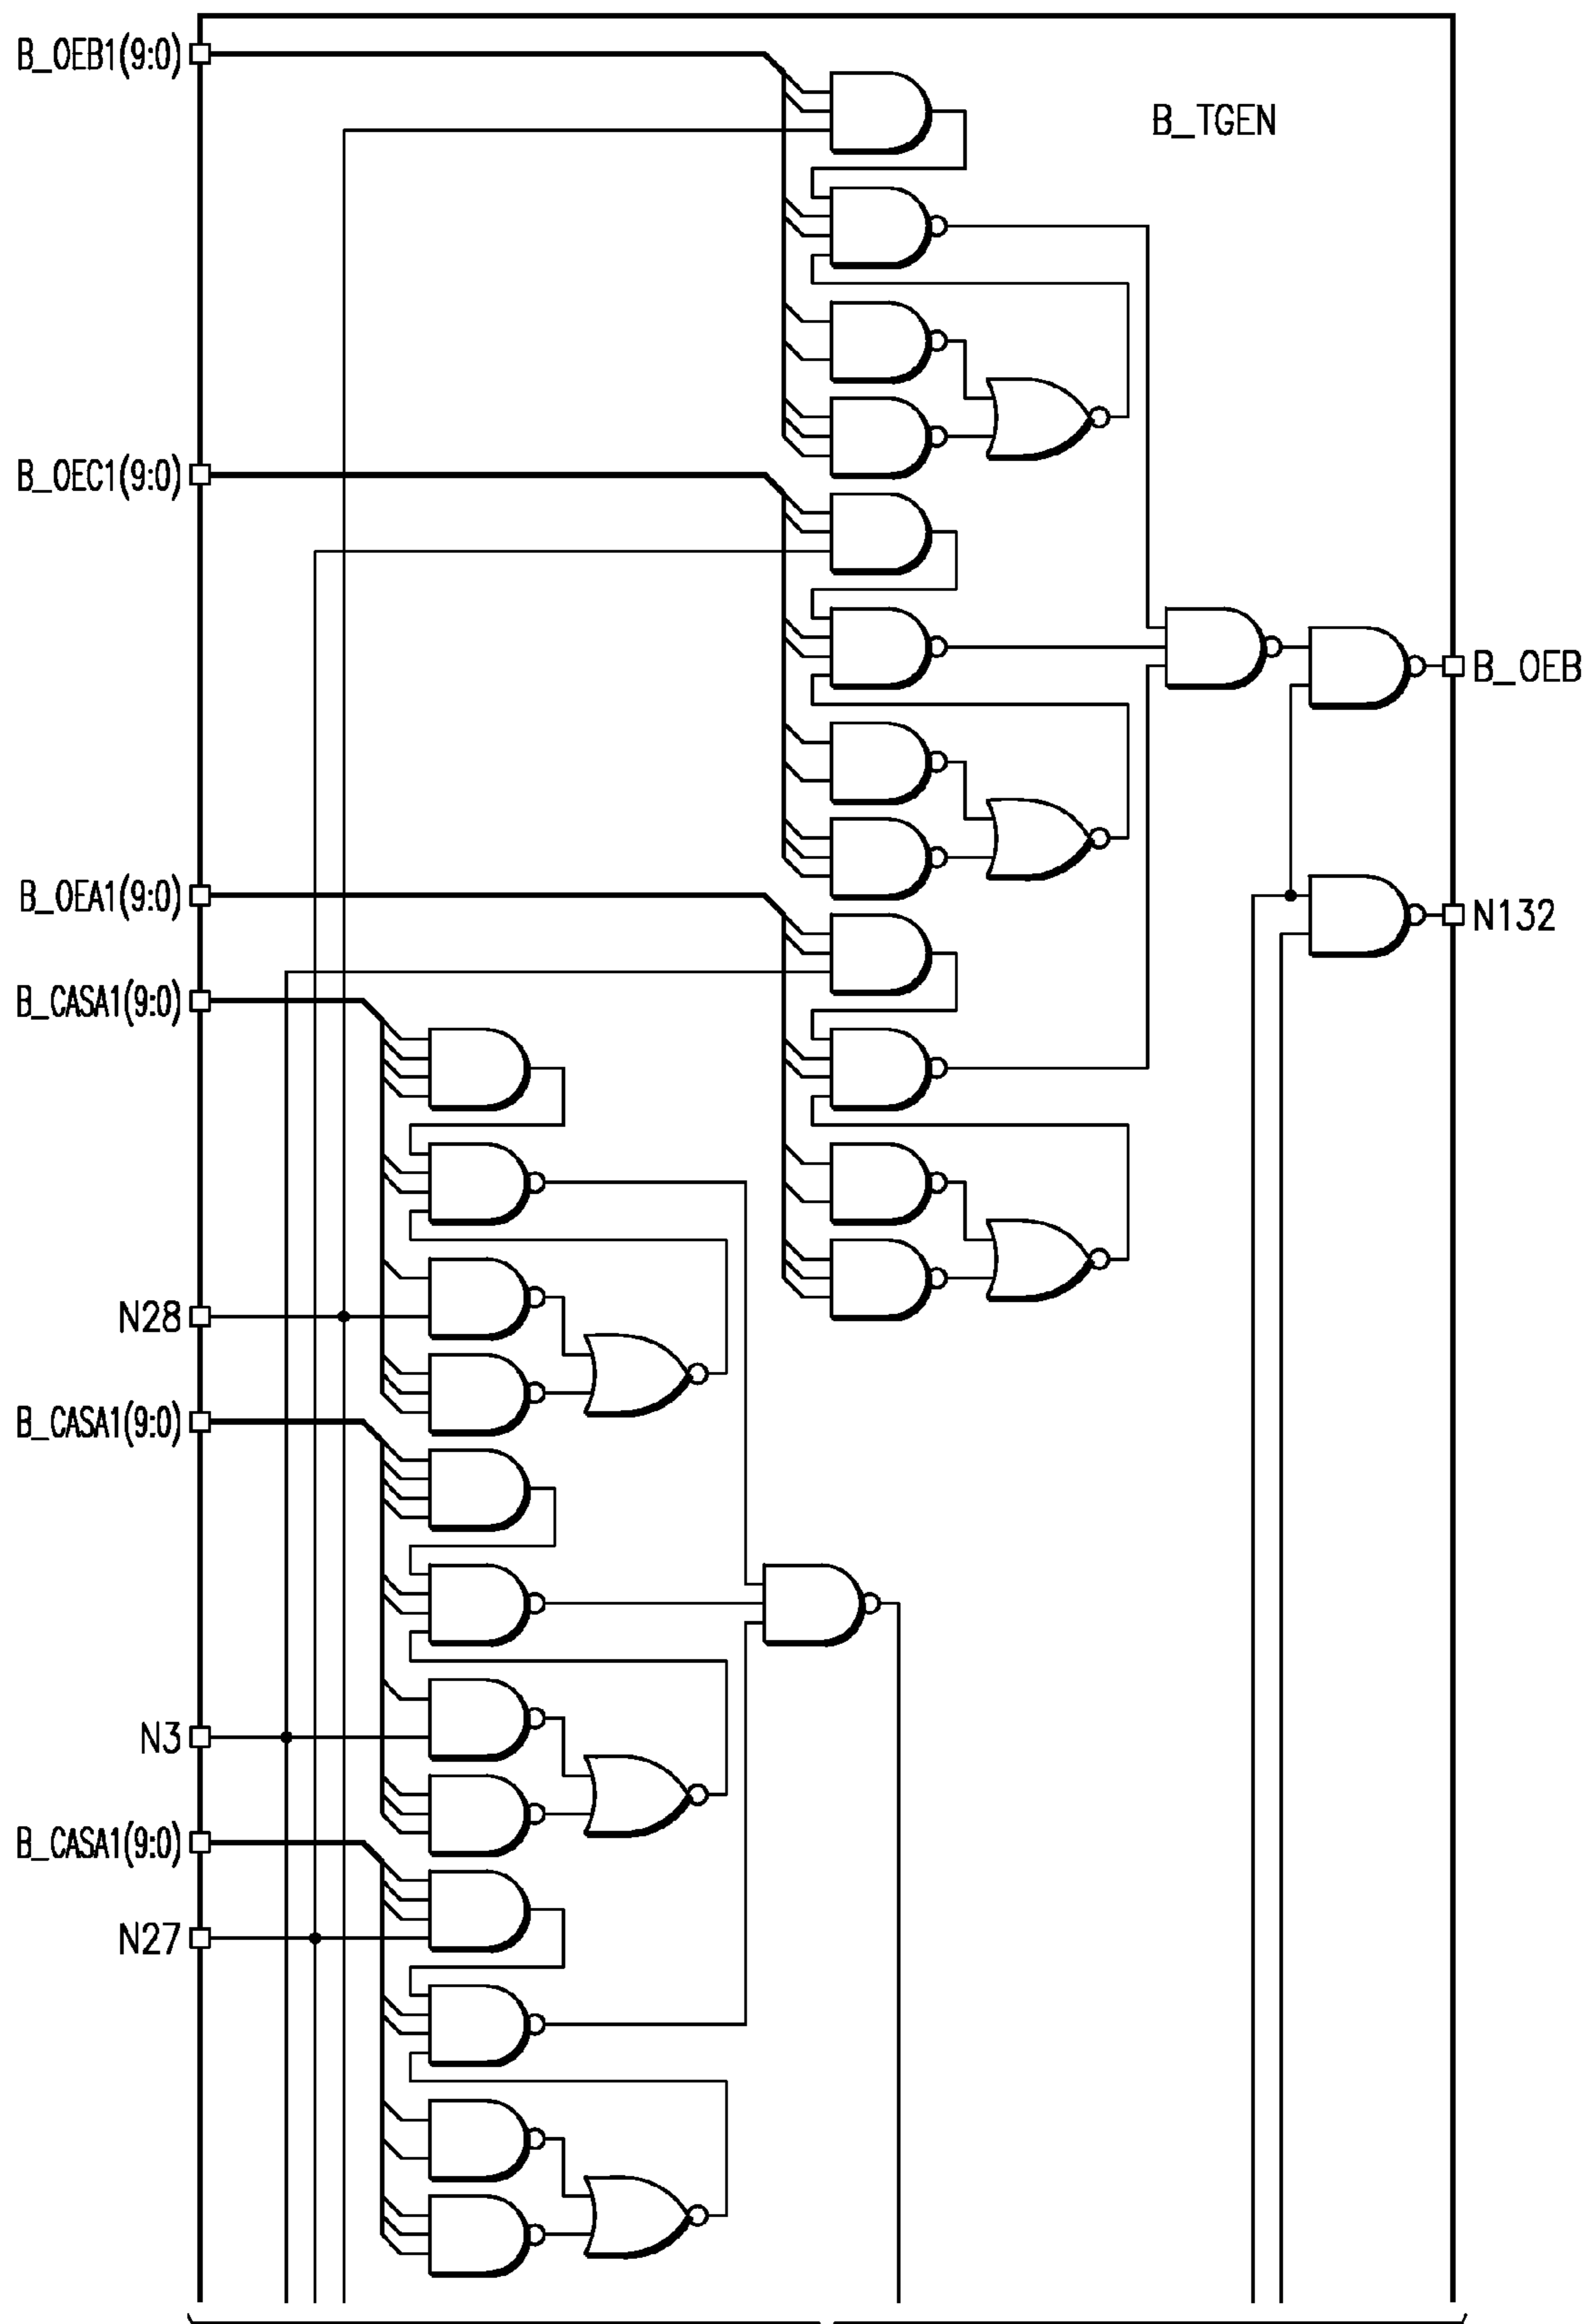 B_OEB1(9:0)
B_TGEN
B_OEC1(9:0)
B_OEB
B_OEA1(9:0)
N132
B_CASA1(9:0)
N28
B_CASA1(9:0)
N3
B_CASA1(9:0)
N27